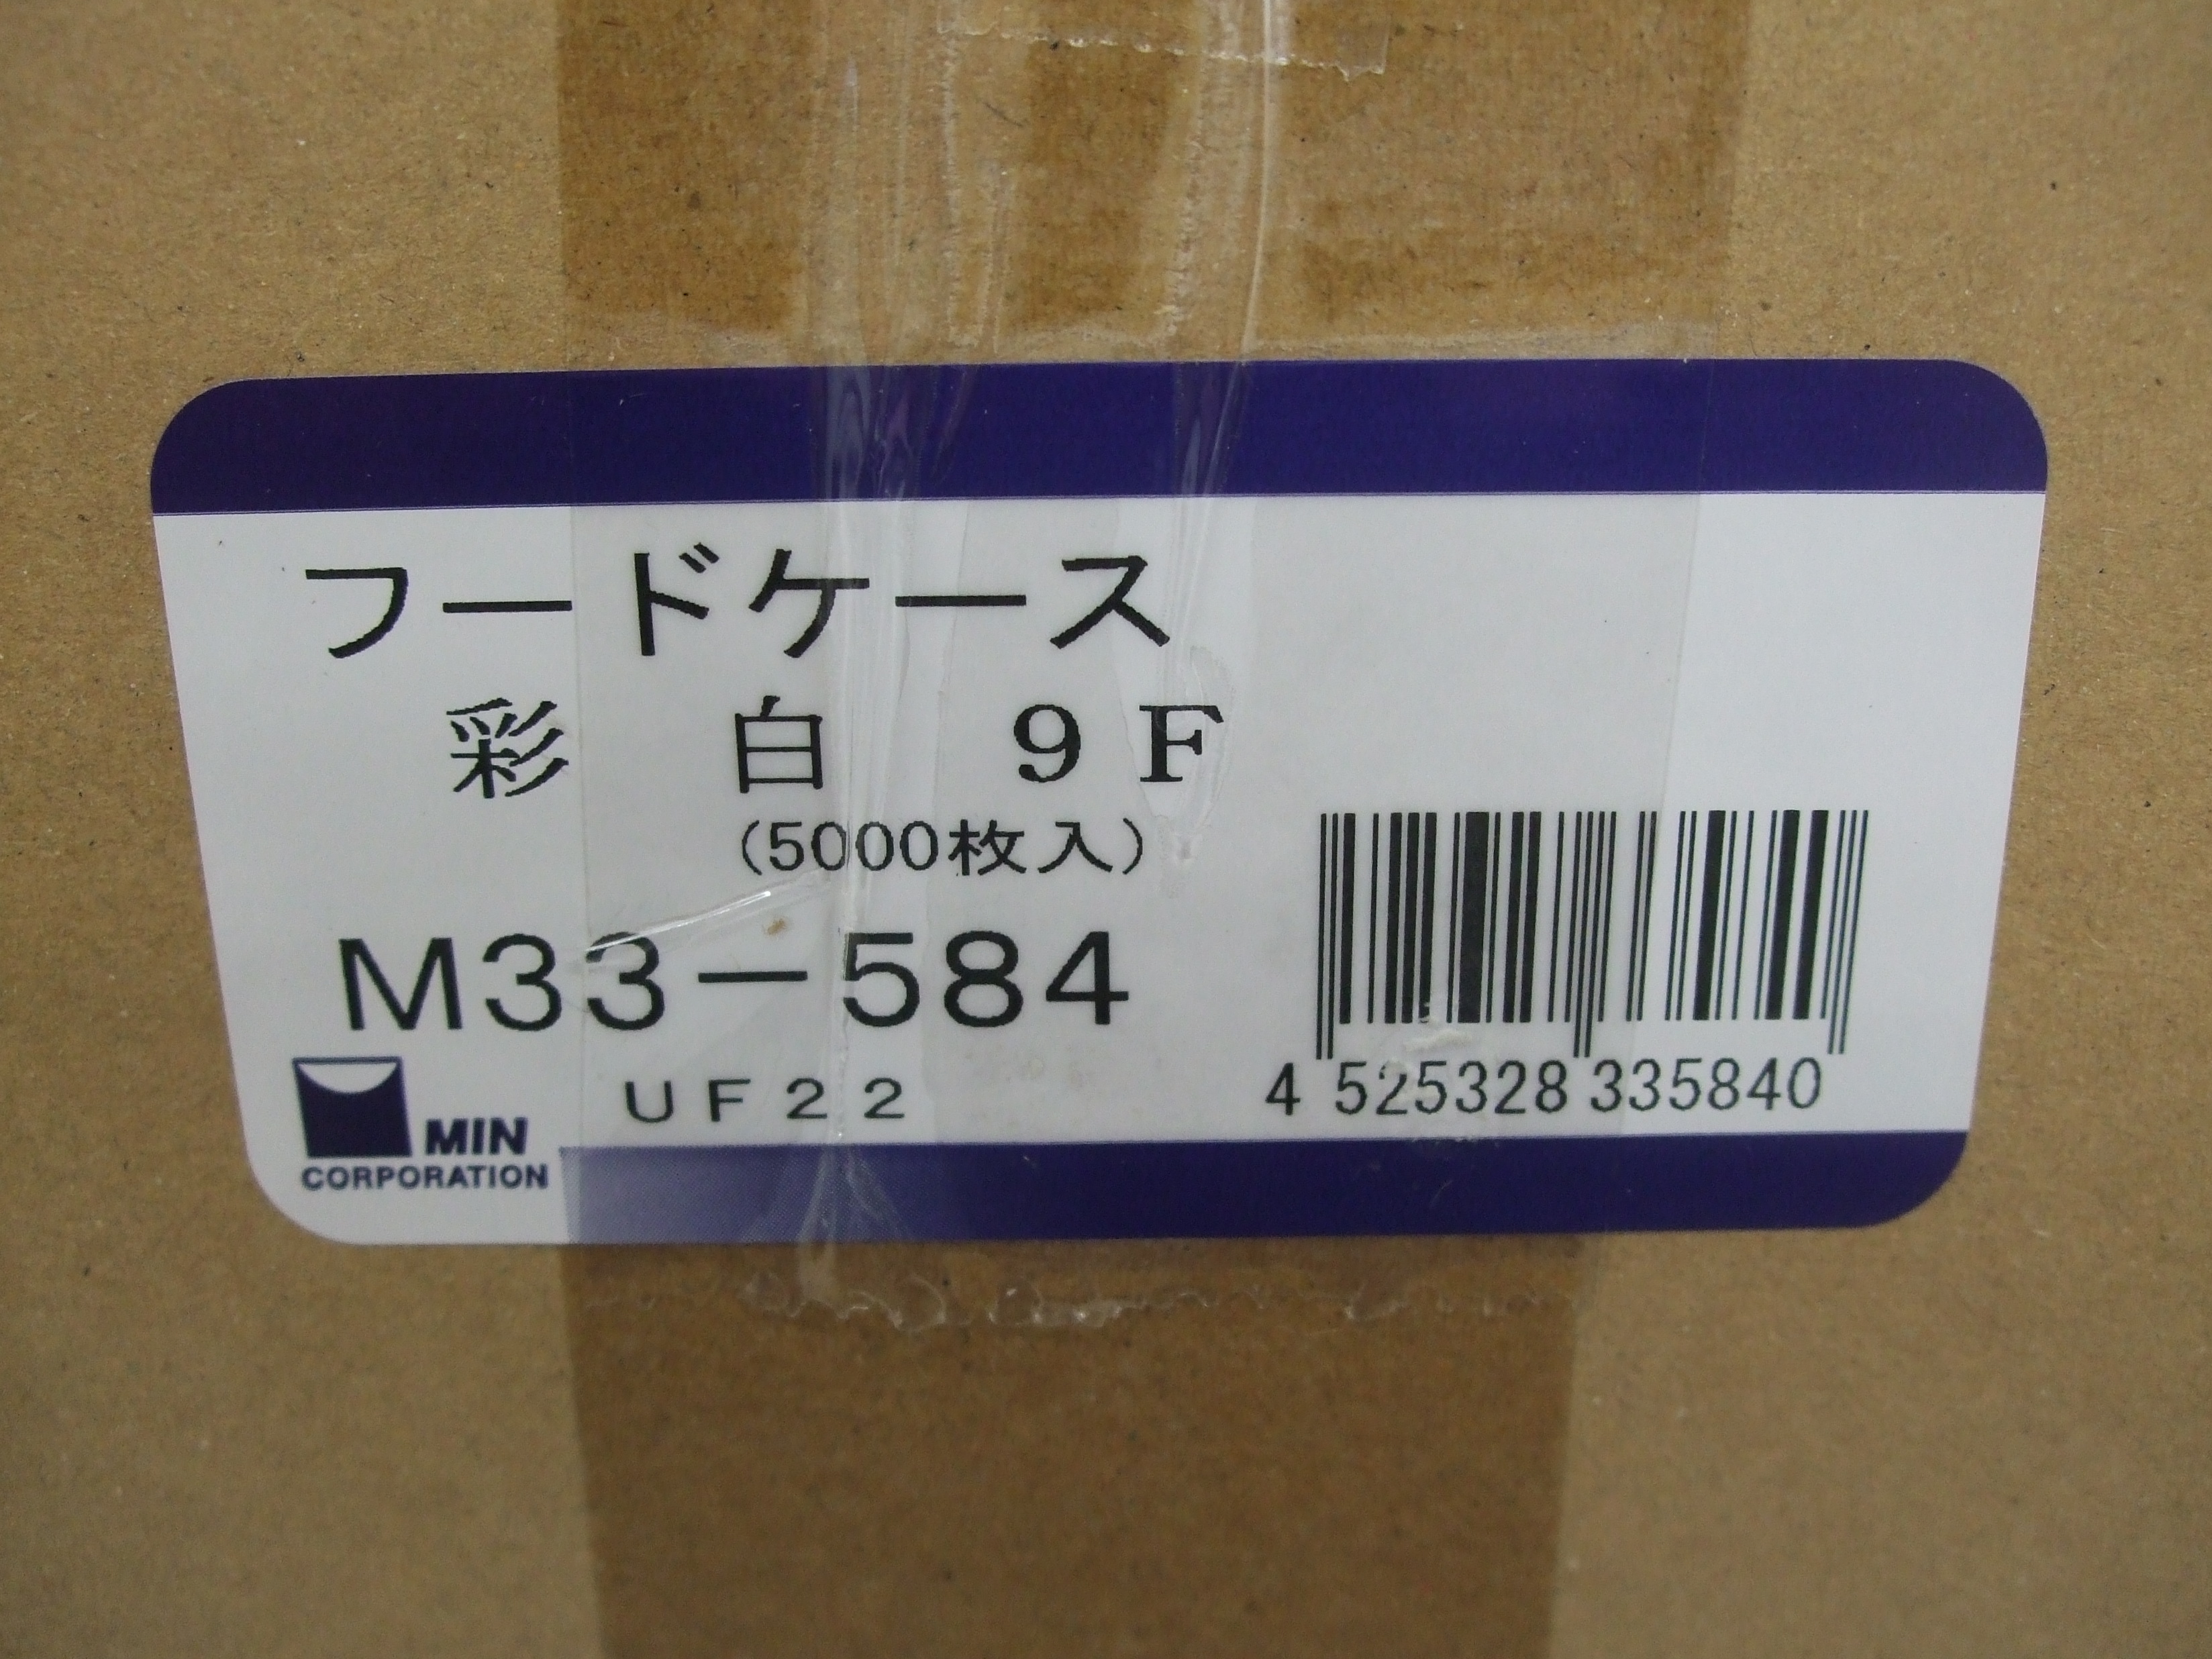 フードケース
彩　白　９Ｆ
(5000枚入)
M33-584
ＵＦ２２
MIN
CORPORATION
4 525328 335840